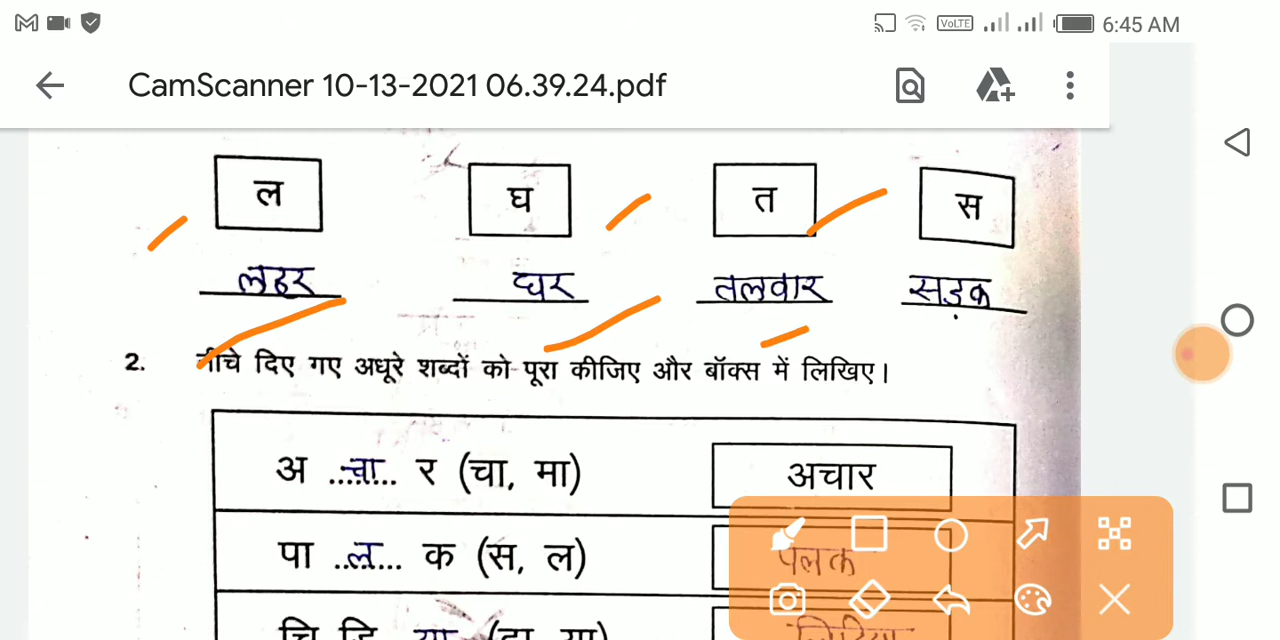 VoLTE 6:45 AM
CamScanner 10-13-2021 06.39.24.pdf
ल घ त स
लहर घर तलवार सड़क
2. नीचे दिए गए अधूरे शब्दों को पूरा कीजिए और बॉक्स में लिखिए।
अ ..चा.. र (चा, मा) अचार
पा ..ल.. क (स, ल) पलक